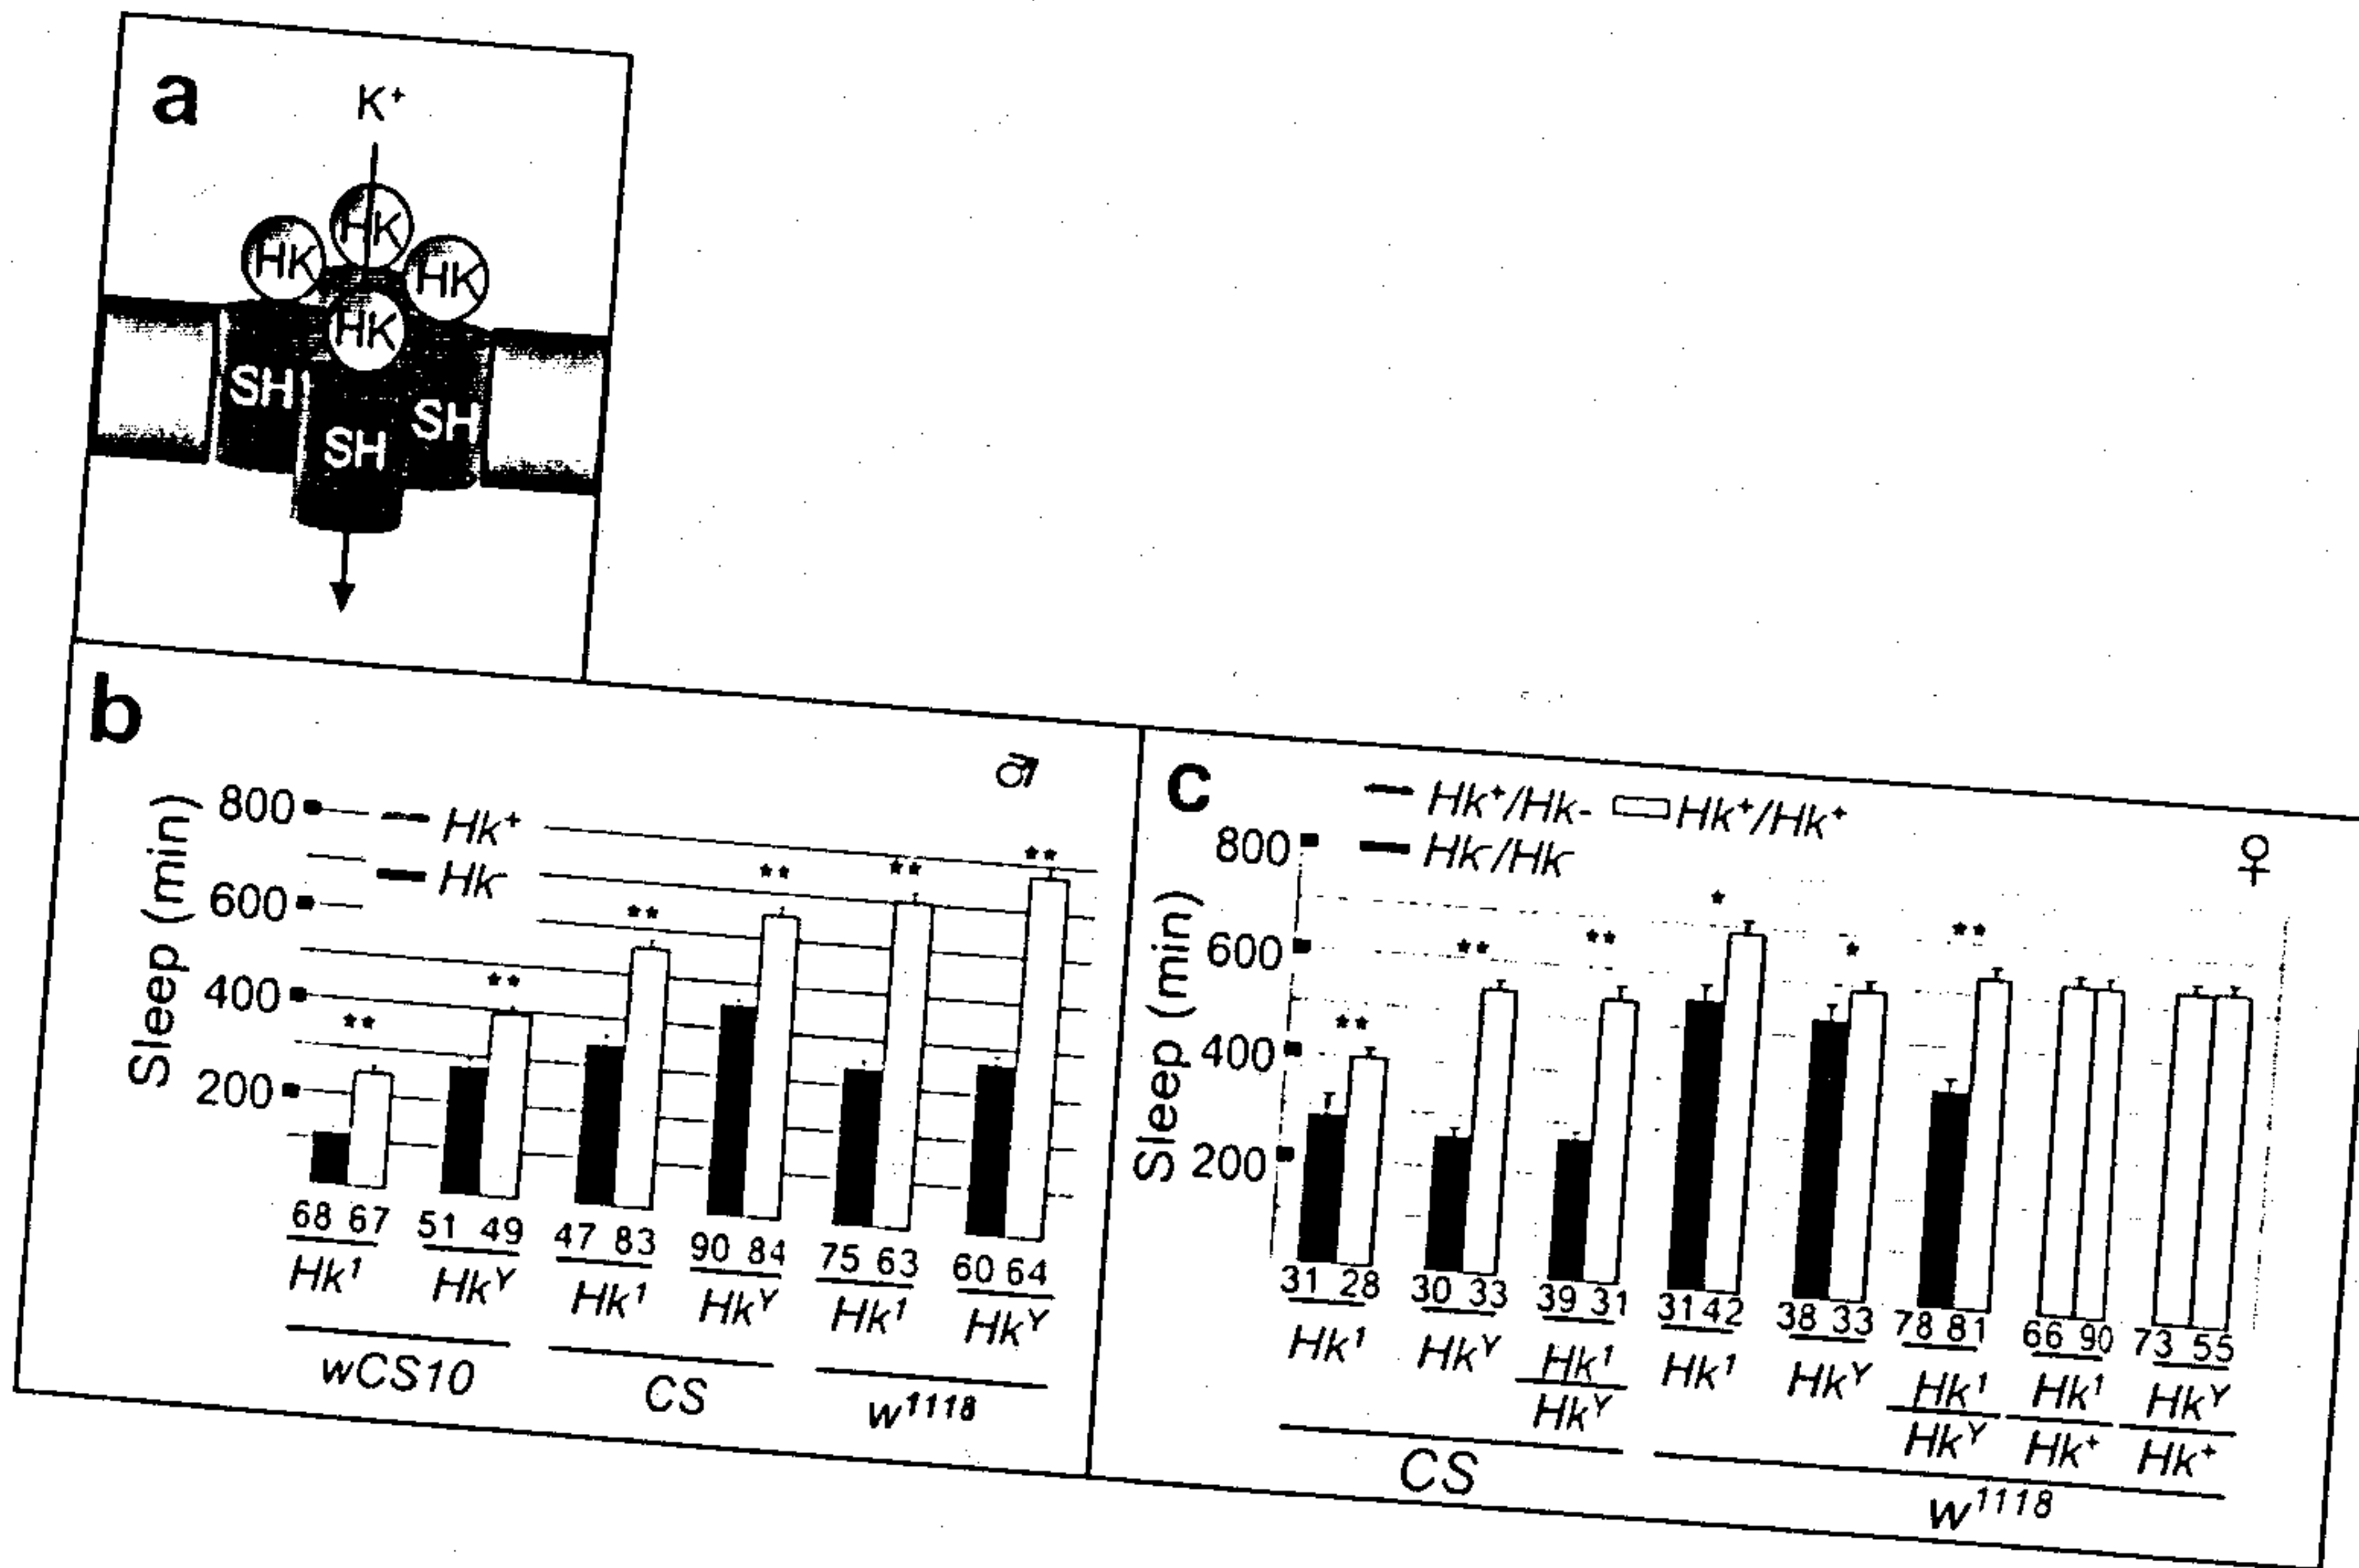 a
K⁺
HK
HK HK
HK
SH SH
SH
b
♂
Sleep (min)
800
600
400
200
Hk⁺
Hk⁻
** ** ** ** ** **
68 67 51 49 47 83 90 84 75 63 60 64
Hk¹ Hkʸ Hk¹ Hkʸ Hk¹ Hkʸ
wCS10 CS w¹¹¹⁸
c
Hk⁺/Hk- Hk⁺/Hk⁺
Hk⁻/Hk⁻
♀
Sleep (min)
800
600
400
200
** ** ** * * **
31 28 30 33 39 31 31 42 38 33 78 81 66 90 73 55
Hk¹ Hkʸ Hk¹ Hk¹ Hkʸ Hk¹ Hk¹ Hkʸ
Hkʸ Hkʸ Hk⁺ Hk⁺
CS w¹¹¹⁸